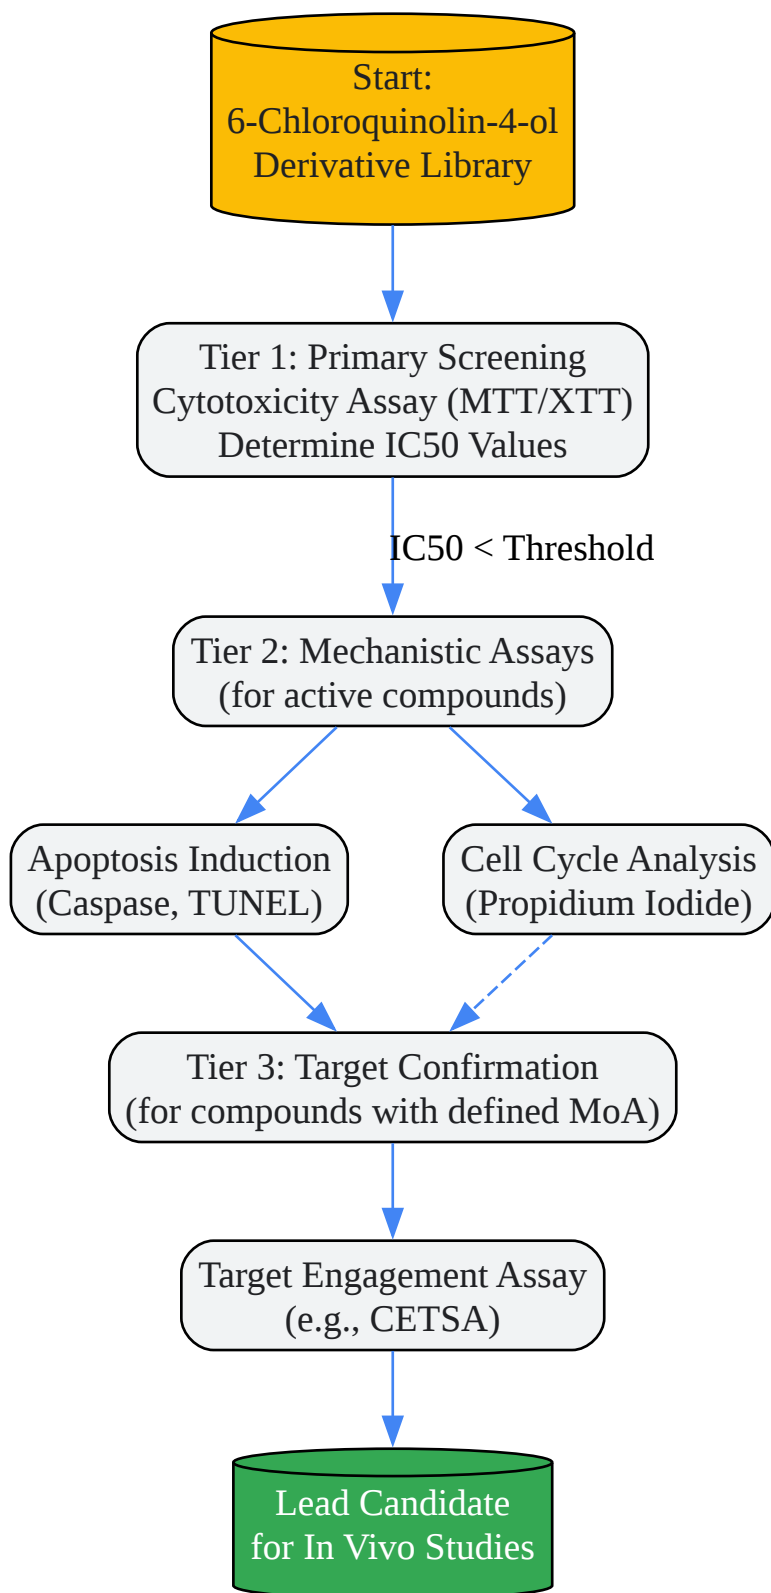 Start:
6-Chloroquinolin-4-ol
Derivative Library
Tier 1: Primary Screening
Cytotoxicity Assay (MTT/XTT)
Determine IC50 Values
IC50 < Threshold
Tier 2: Mechanistic Assays
(for active compounds)
Apoptosis Induction
(Caspase, TUNEL)
Cell Cycle Analysis
(Propidium Iodide)
Tier 3: Target Confirmation
(for compounds with defined MoA)
Target Engagement Assay
(e.g., CETSA)
Lead Candidate
for In Vivo Studies